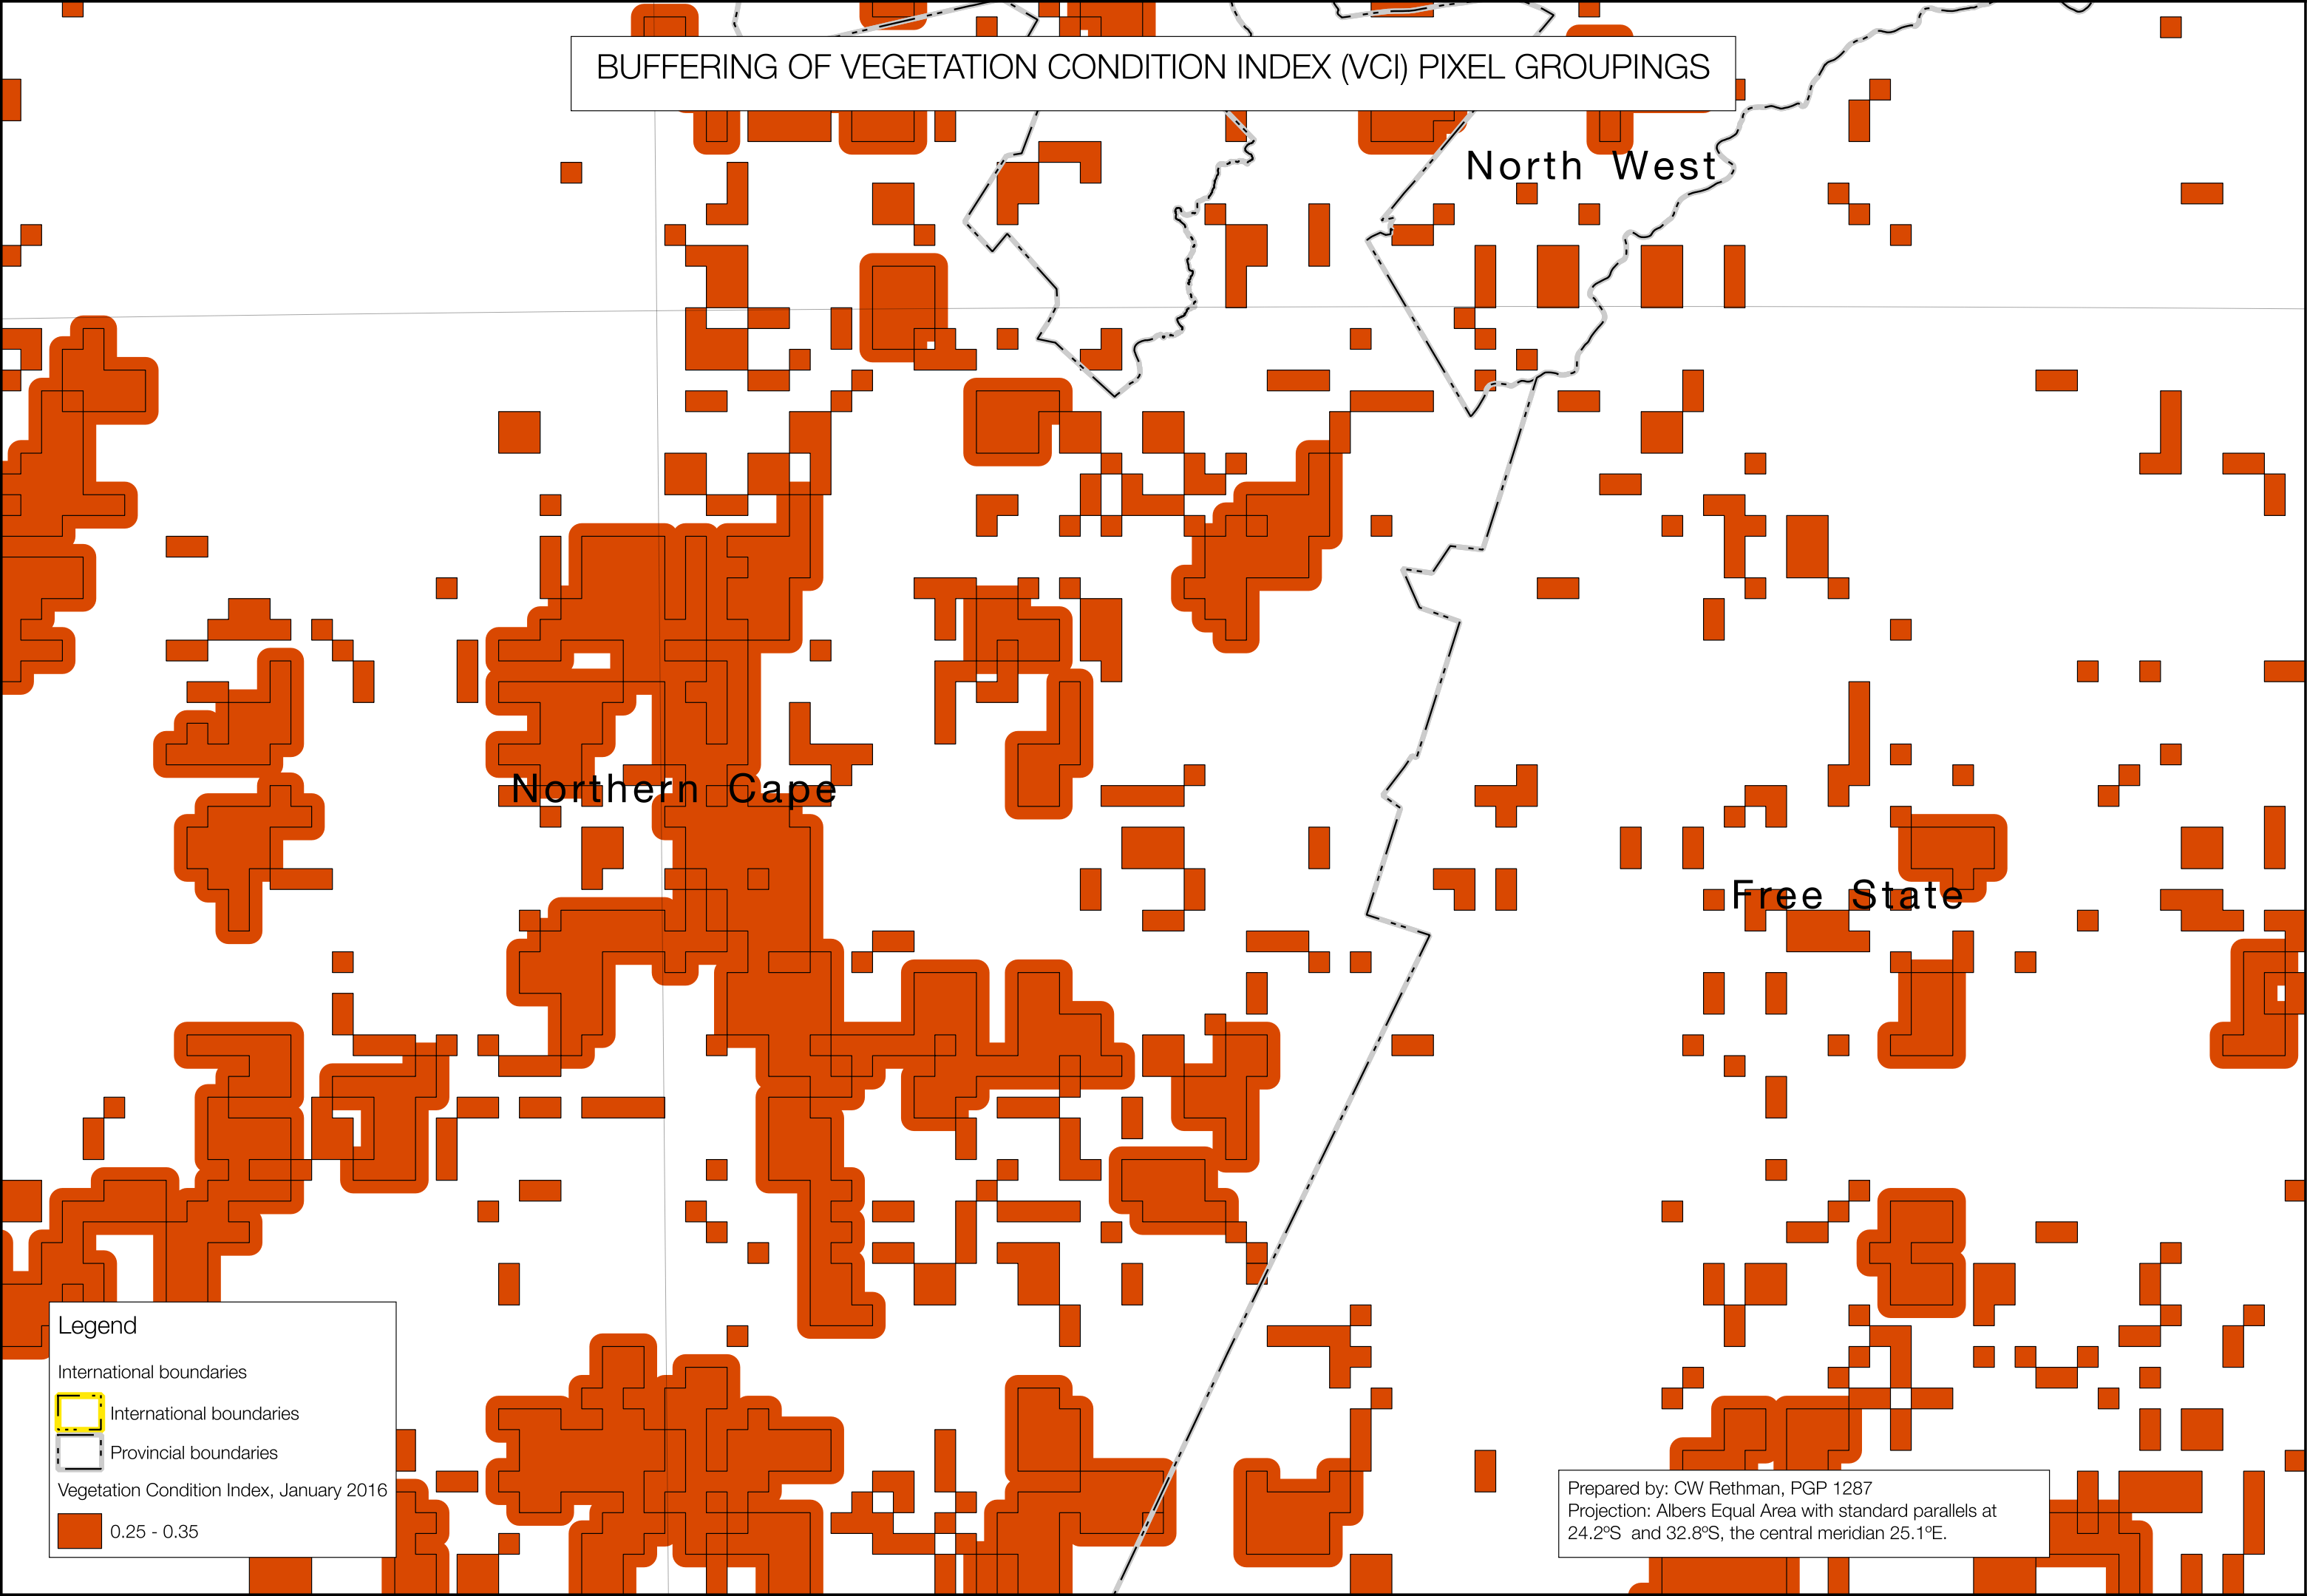 BUFFERING OF VEGETATION CONDITION INDEX (VCI) PIXEL GROUPINGS
North West
Northern Cape
Free State
Legend
International boundaries
International boundaries
Provincial boundaries
Vegetation Condition Index, January 2016
0.25 - 0.35
Prepared by: CW Rethman, PGP 1287
Projection: Albers Equal Area with standard parallels at
24.2ºS and 32.8ºS, the central meridian 25.1ºE.